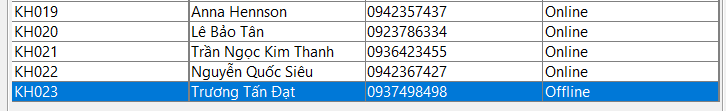 KH019 Anna Hennson 0942357437 Online
KH020 Lê Bảo Tân 0923786334 Online
KH021 Trần Ngọc Kim Thanh 0936423455 Online
KH022 Nguyễn Quốc Siêu 0942367427 Online
KH023 Trương Tấn Đạt 0937498498 Offline